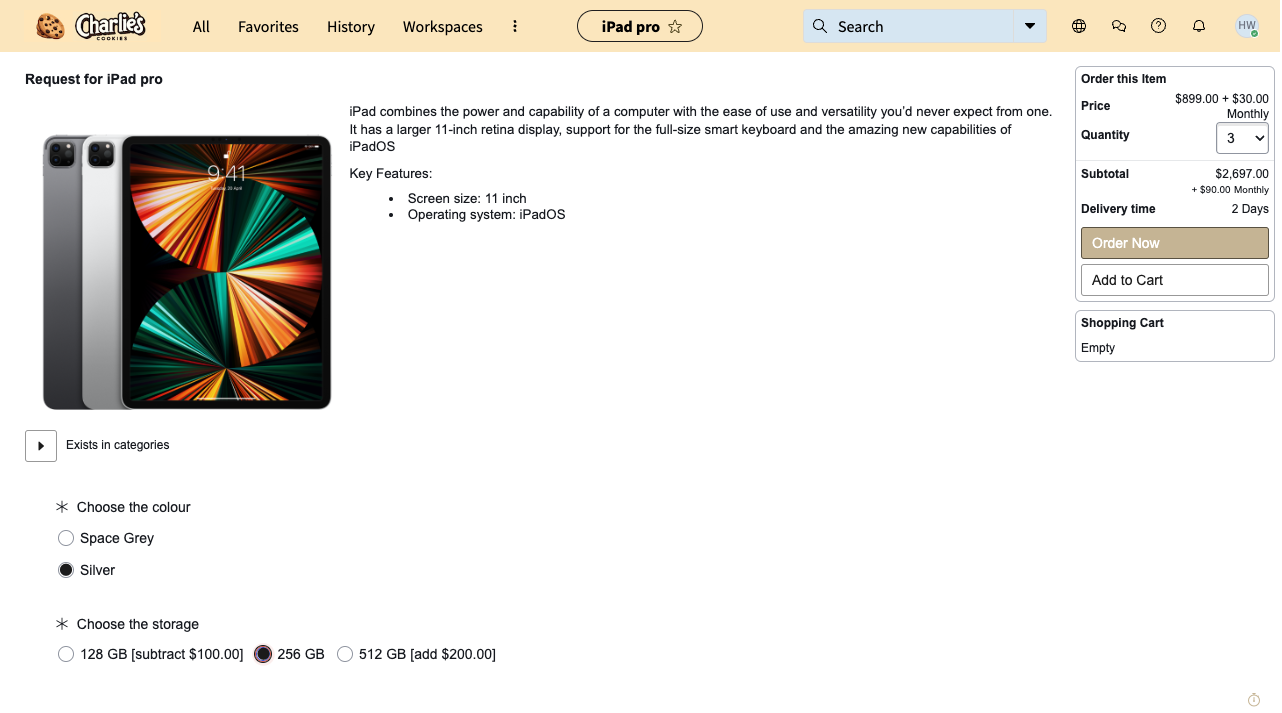 Charlie's
COOKIES
All
Favorites
History
Workspaces
iPad pro
Search
HW
Request for iPad pro
iPad combines the power and capability of a computer with the ease of use and versatility you'd never expect from one.
It has a larger 11-inch retina display, support for the full-size smart keyboard and the amazing new capabilities of
iPadOS
Key Features:
• Screen size: 11 inch
• Operating system: iPadOS
9:41
Tuesday, 20 April
Exists in categories
Choose the colour
Space Grey
Silver
Choose the storage
128 GB [subtract $100.00]
256 GB
512 GB [add $200.00]
Order this Item
Price
$899.00 + $30.00
Monthly
Quantity
3
Subtotal
$2,697.00
+ $90.00 Monthly
Delivery time
2 Days
Order Now
Add to Cart
Shopping Cart
Empty